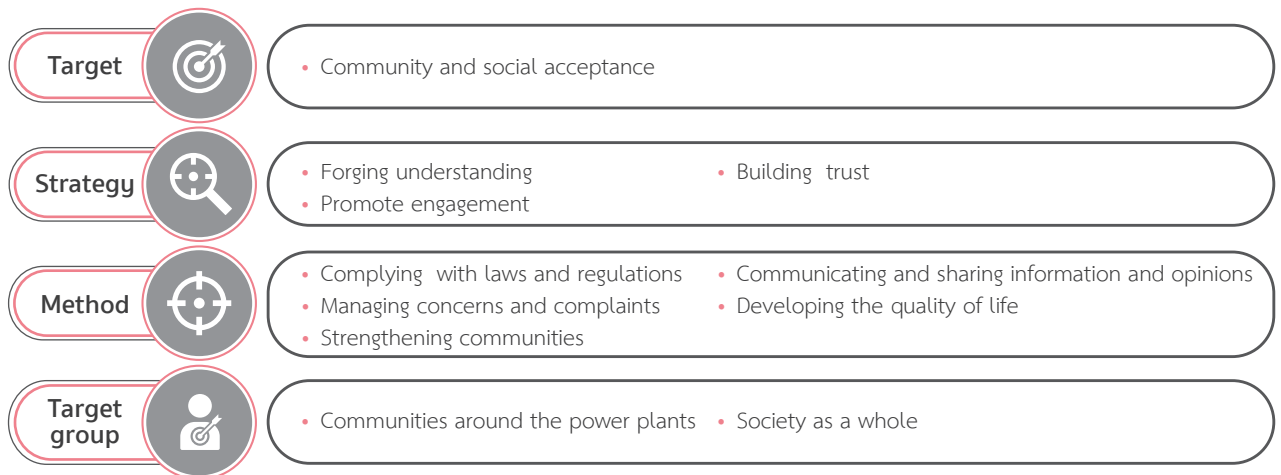 Target
• Community and social acceptance
Strategy
• Forging understanding
• Building trust
• Promote engagement
Method
• Complying with laws and regulations
• Communicating and sharing information and opinions
• Managing concerns and complaints
• Developing the quality of life
• Strengthening communities
Target
group
• Communities around the power plants
• Society as a whole